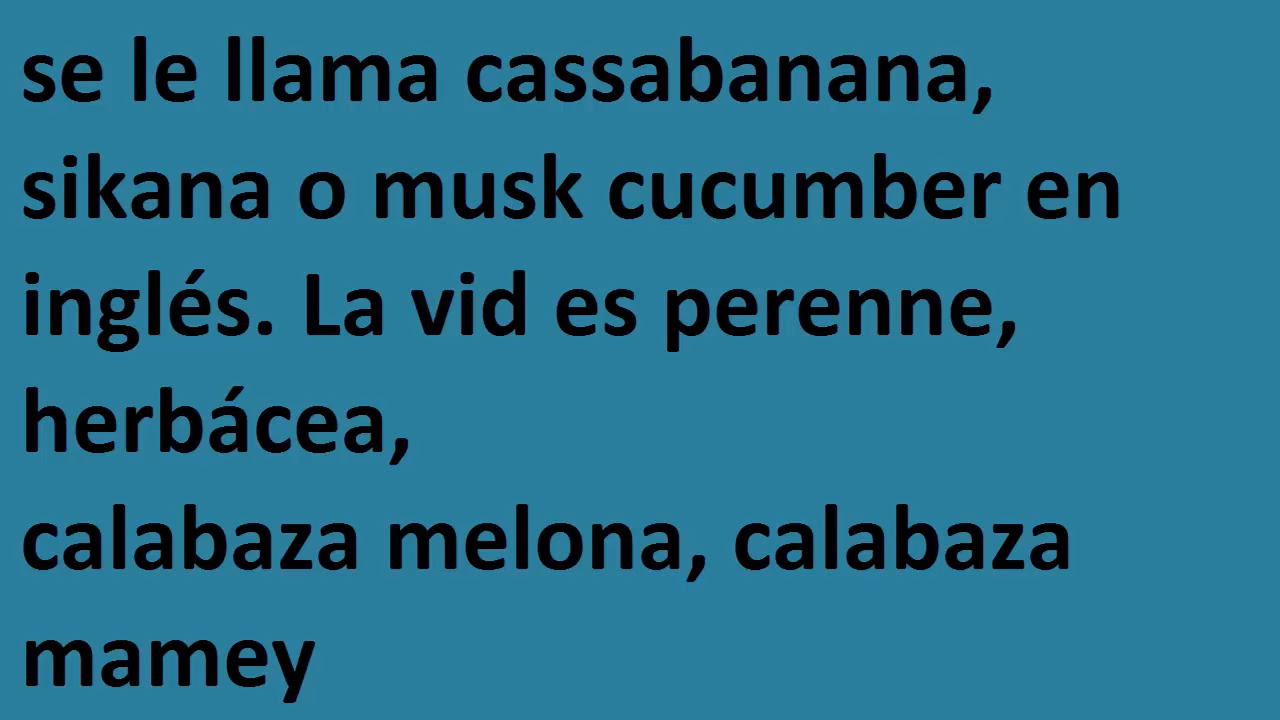 se le llama cassabanana,
sikana o musk cucumber en
inglés. La vid es perenne,
herbácea,
calabaza melona, calabaza
mamey